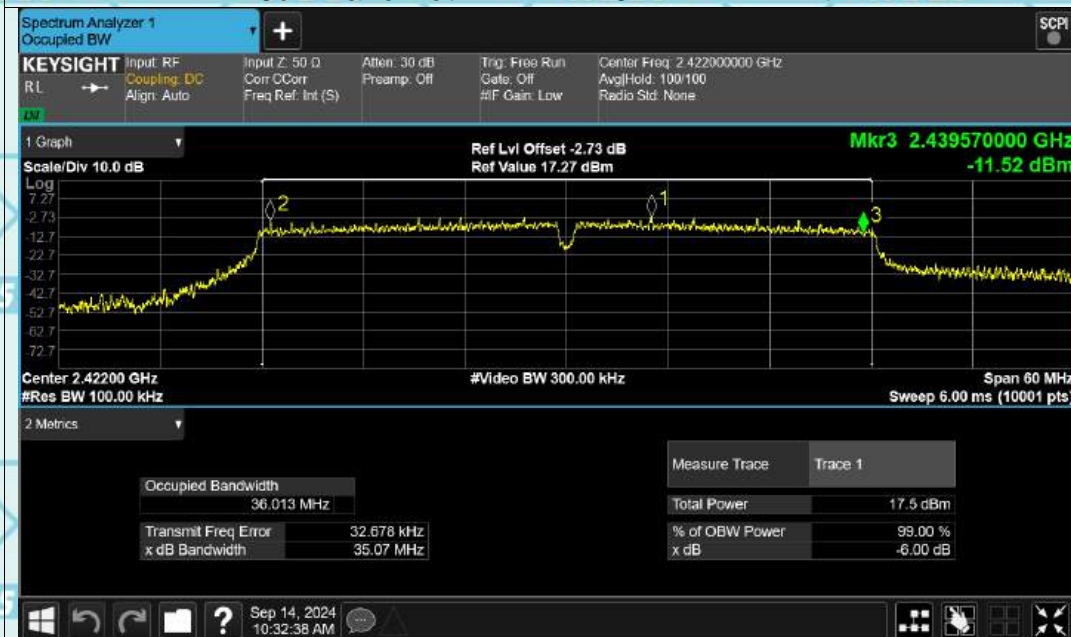 Spectrum Analyzer 1
Occupied BW
+
SCPI
KEYSIGHT
RL
LXI
Input: RF
Coupling: DC
Align: Auto
Input Z: 50 Ω
Corr CCorr
Freq Ref: Int (S)
Atten: 30 dB
Preamp: Off
Trig: Free Run
Gate: Off
#IF Gain: Low
Center Freq: 2.422000000 GHz
Avg|Hold: 100/100
Radio Std: None
1 Graph
Scale/Div 10.0 dB
Ref Lvl Offset -2.73 dB
Ref Value 17.27 dBm
Mkr3 2.439570000 GHz
-11.52 dBm
Log
7.27
-2.73
-12.7
-22.7
-32.7
-42.7
-52.7
-62.7
-72.7
2
1
3
Center 2.42200 GHz
#Res BW 100.00 kHz
#Video BW 300.00 kHz
Span 60 MHz
Sweep 6.00 ms (10001 pts)
2 Metrics
Occupied Bandwidth
36.013 MHz
Transmit Freq Error 32.678 kHz
x dB Bandwidth 35.07 MHz
Measure Trace Trace 1
Total Power 17.5 dBm
% of OBW Power 99.00 %
x dB -6.00 dB
?
Sep 14, 2024
10:32:38 AM